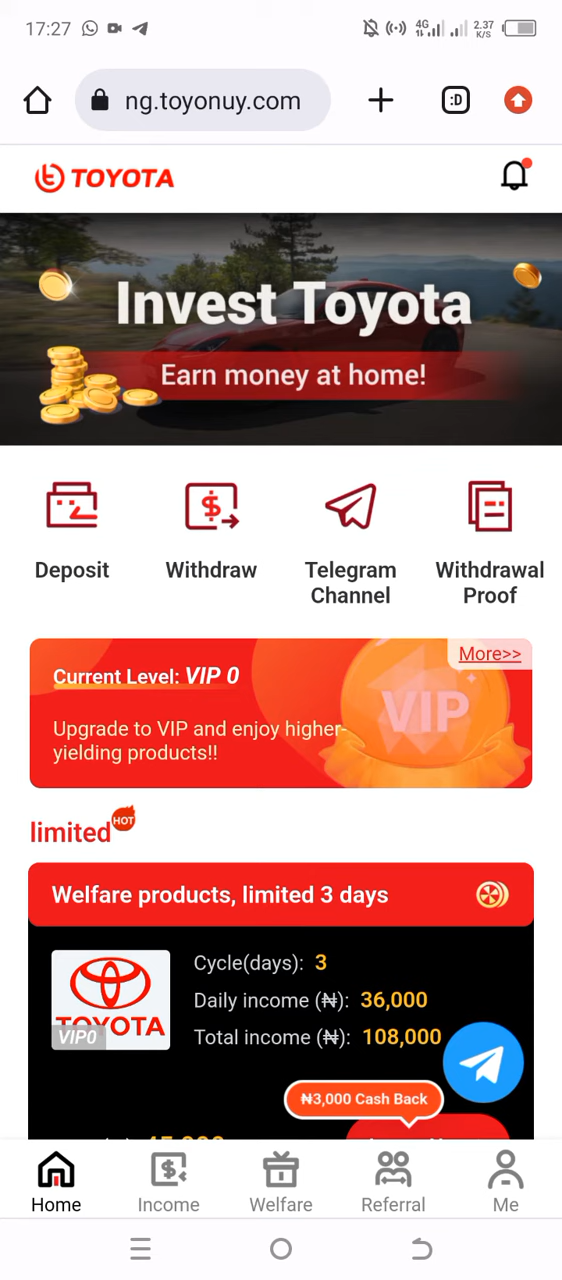 17:27
4G
2.37
K/S
ng.toyonuy.com
:D
TOYOTA
Invest Toyota
Earn money at home!
Deposit
Withdraw
Telegram
Channel
Withdrawal
Proof
More>>
Current Level: VIP 0
VIP
Upgrade to VIP and enjoy higher-
yielding products!!
limited
HOT
Welfare products, limited 3 days
TOYOTA
VIP0
Cycle(days): 3
Daily income (₦): 36,000
Total income (₦): 108,000
₦3,000 Cash Back
Home
Income
Welfare
Referral
Me